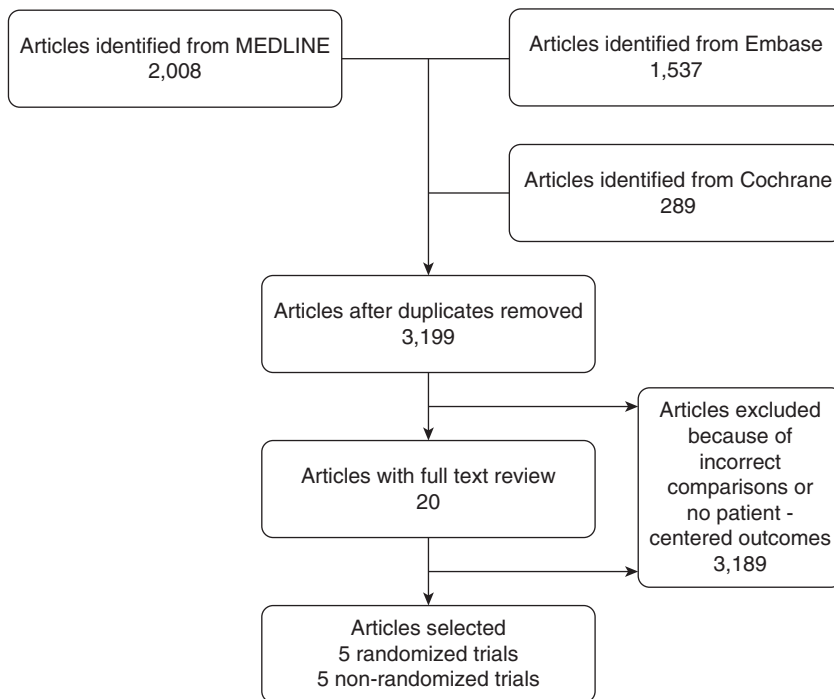 Articles identified from MEDLINE
2,008
Articles identified from Embase
1,537
Articles identified from Cochrane
289
Articles after duplicates removed
3,199
Articles excluded
because of
incorrect
comparisons or
no patient -
centered outcomes
3,189
Articles with full text review
20
Articles selected
5 randomized trials
5 non-randomized trials